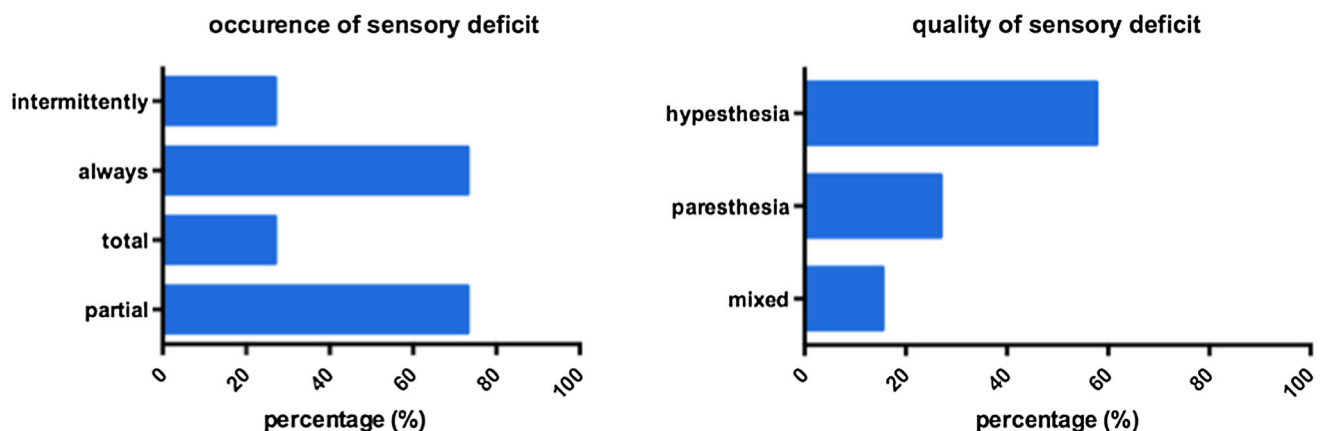 occurence of sensory deficit
intermittently
always
total
partial
0 20 40 60 80 100
percentage (%)
quality of sensory deficit
hypesthesia
paresthesia
mixed
0 20 40 60 80 100
percentage (%)